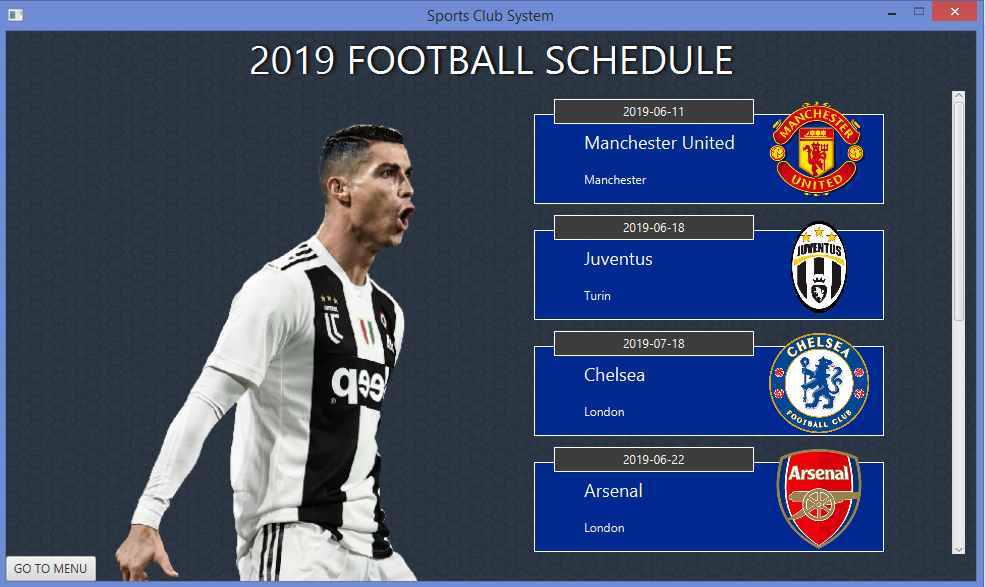 Sports Club System
2019 FOOTBALL SCHEDULE
2019-06-11
Manchester United
Manchester
MANCHESTER
UNITED
2019-06-18
Juventus
Turin
JUVENTUS
2019-07-18
Chelsea
London
CHELSEA
FOOTBALL CLUB
2019-06-22
Arsenal
London
Arsenal
Jeep
GO TO MENU